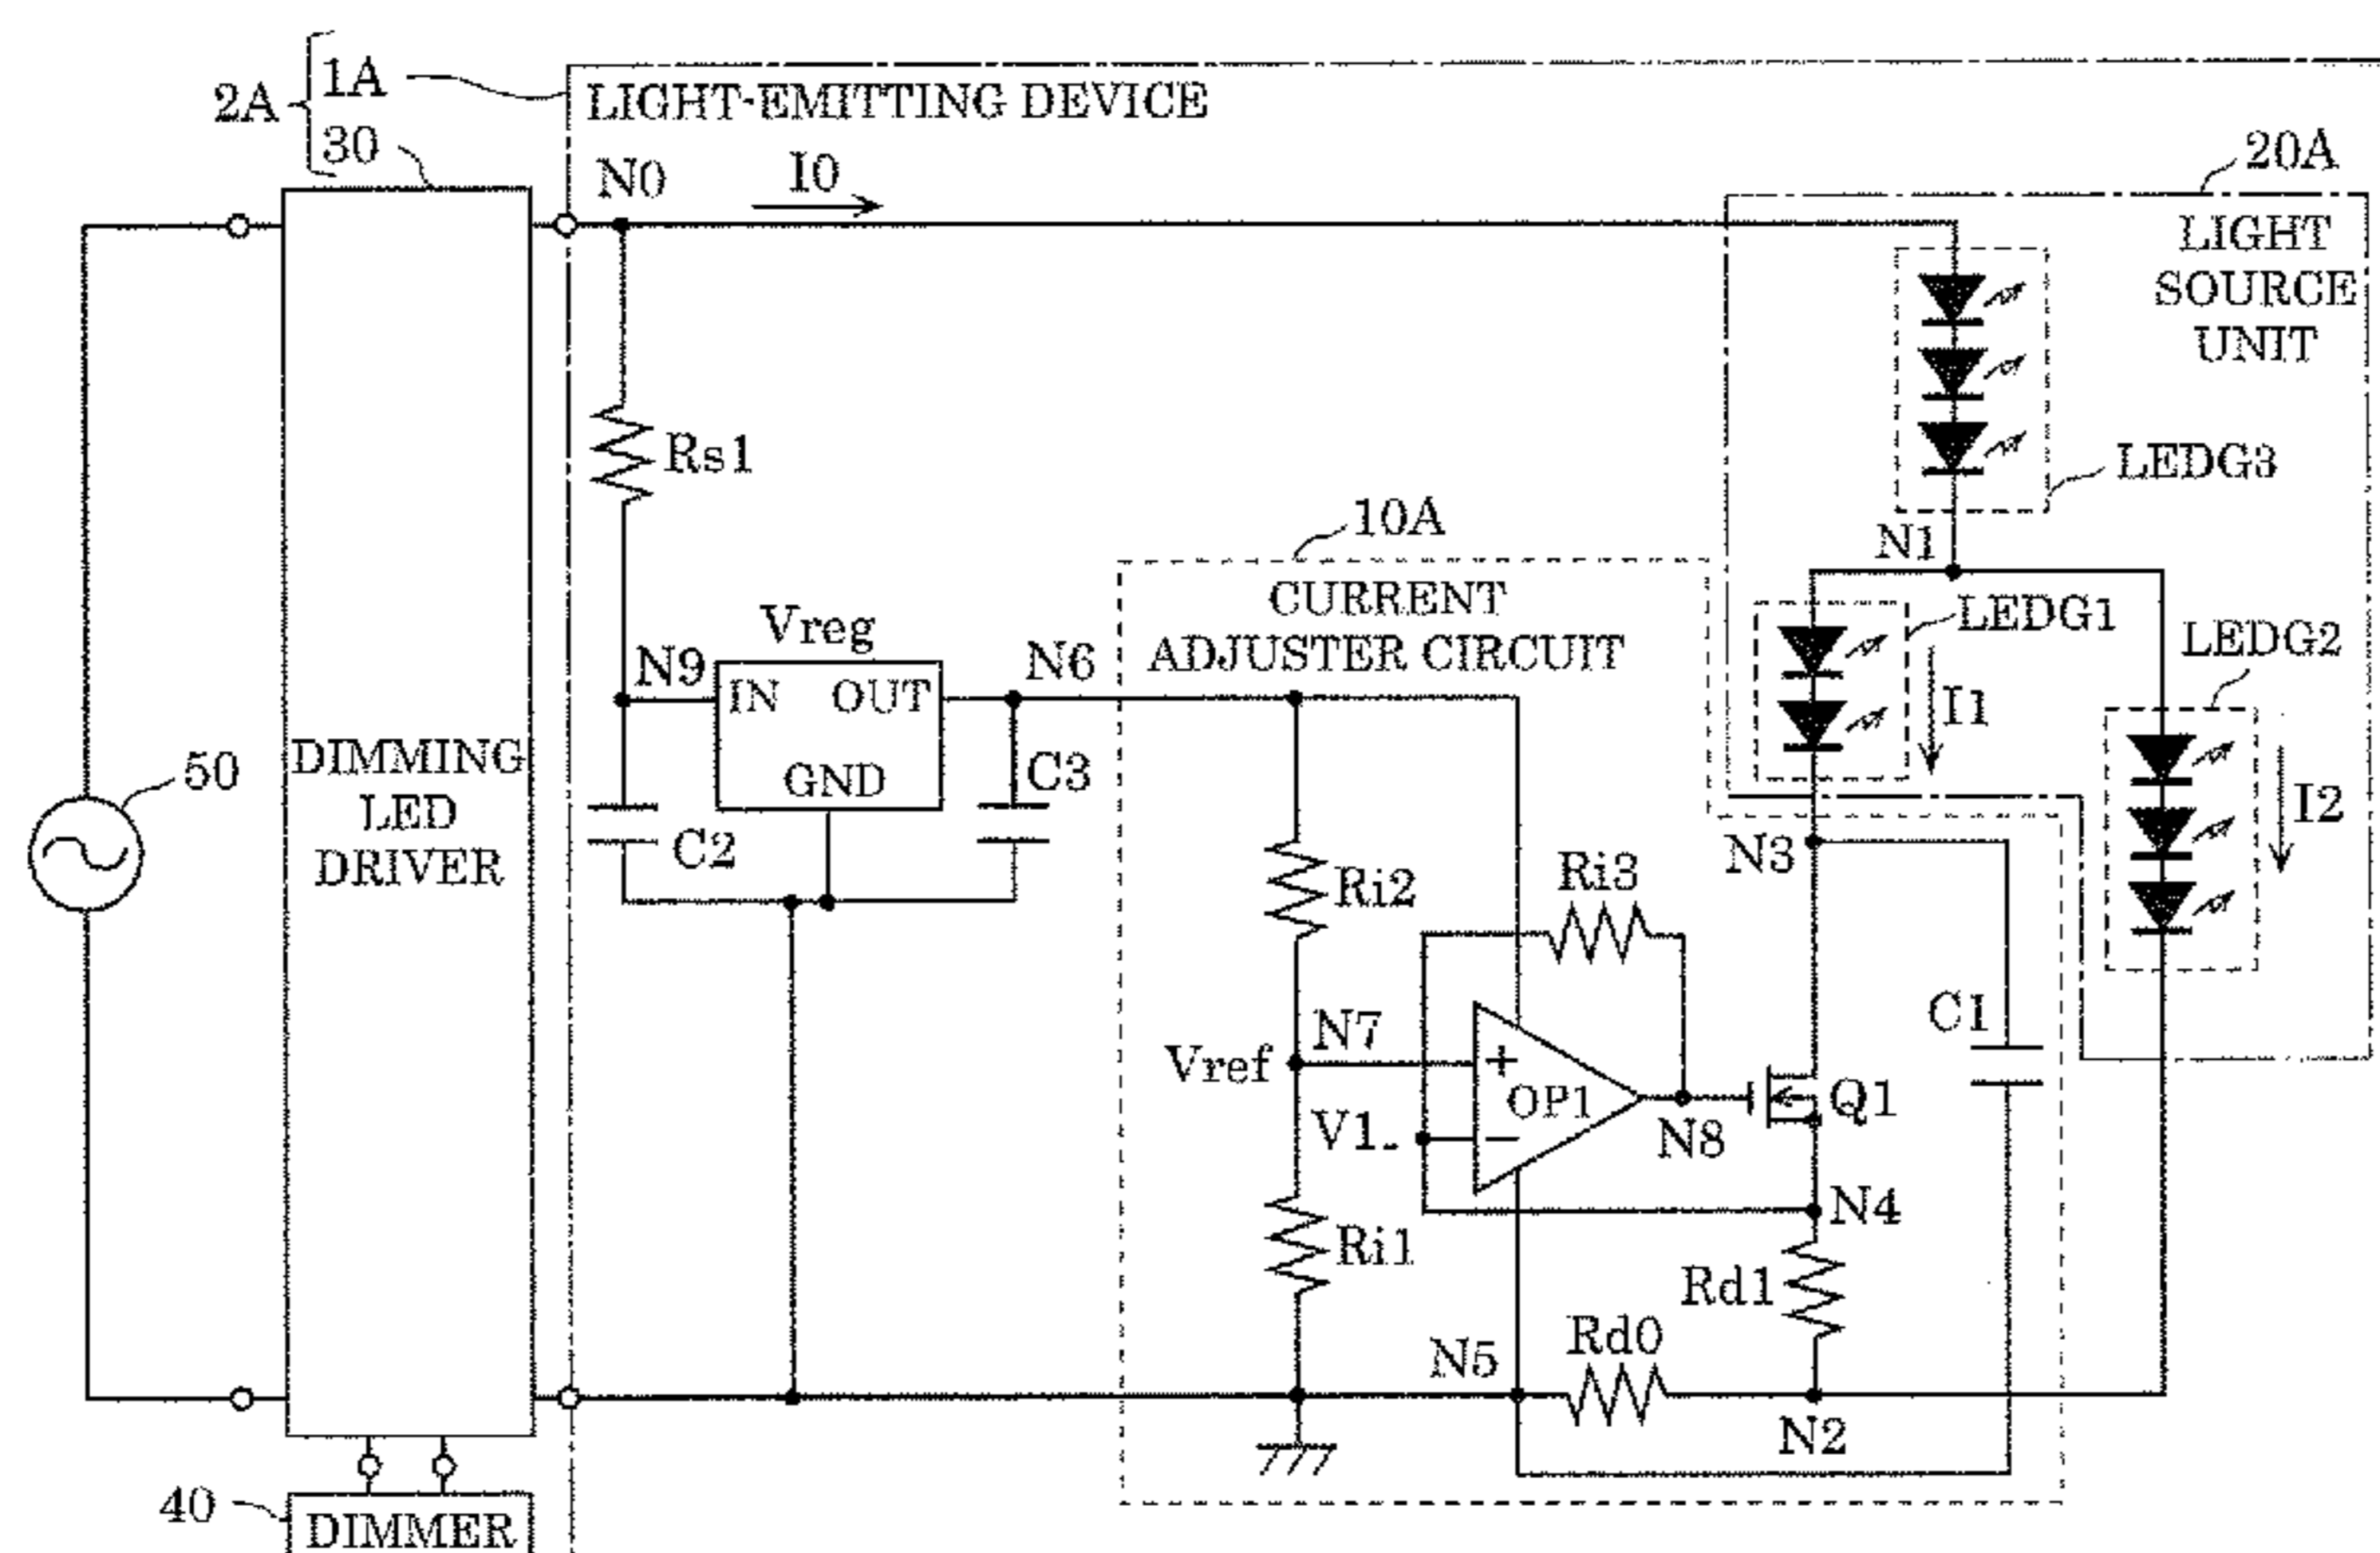 2A
1A
30
LIGHT-EMITTING DEVICE
N0
I0
20A
LIGHT
SOURCE
UNIT
Rs1
LEDG3
10A
N1
CURRENT
ADJUSTER CIRCUIT
LEDG1
LEDG2
Vreg
N9
IN
OUT
GND
N6
I1
50
DIMMING
LED
DRIVER
C2
C3
Ri2
Ri3
N3
I2
C1
N7
Vref
+
OP1
V1
−
N8
Q1
N4
Ri1
Rd1
Rd0
N5
N2
40
DIMMER